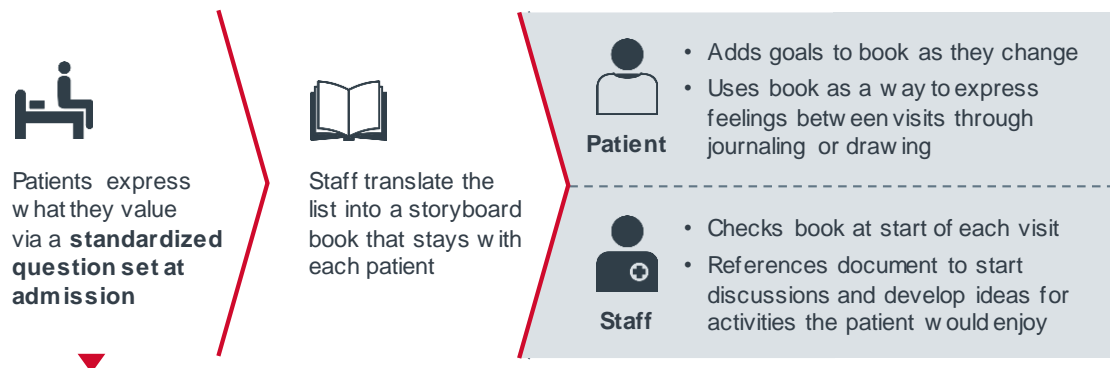 Patients express
what they value
via a standardized
question set at
admission
Staff translate the
list into a storyboard
book that stays with
each patient
Patient
• Adds goals to book as they change
• Uses book as a way to express
feelings between visits through
journaling or drawing
Staff
• Checks book at start of each visit
• References document to start
discussions and develop ideas for
activities the patient would enjoy